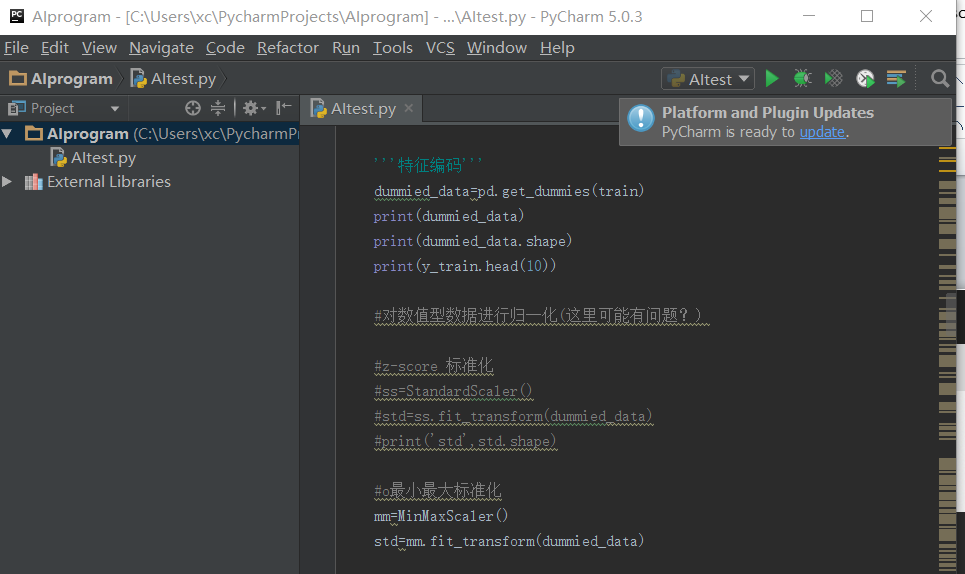 AIprogram - [C:\Users\xc\PycharmProjects\AIprogram] - ...\AItest.py - PyCharm 5.0.3
File Edit View Navigate Code Refactor Run Tools VCS Window Help
AIprogram AItest.py AItest
Project AItest.py
Platform and Plugin Updates
PyCharm is ready to update.
AIprogram (C:\Users\xc\PycharmPr
AItest.py
External Libraries
'''特征编码'''
dummied_data=pd.get_dummies(train)
print(dummied_data)
print(dummied_data.shape)
print(y_train.head(10))
#对数值型数据进行归一化(这里可能有问题？)
#z-score 标准化
#ss=StandardScaler()
#std=ss.fit_transform(dummied_data)
#print('std',std.shape)
#o最小最大标准化
mm=MinMaxScaler()
std=mm.fit_transform(dummied_data)